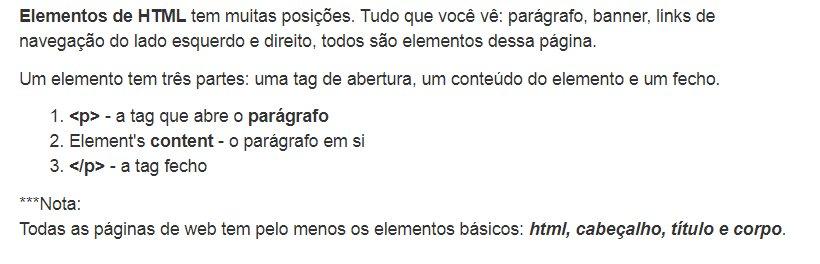 Elementos de HTML tem muitas posições. Tudo que você vê: parágrafo, banner, links de
navegação do lado esquerdo e direito, todos são elementos dessa página.
Um elemento tem três partes: uma tag de abertura, um conteúdo do elemento e um fecho.
1. <p> - a tag que abre o parágrafo
2. Element's content - o parágrafo em si
3. </p> - a tag fecho
***Nota:
Todas as páginas de web tem pelo menos os elementos básicos: html, cabeçalho, título e corpo.